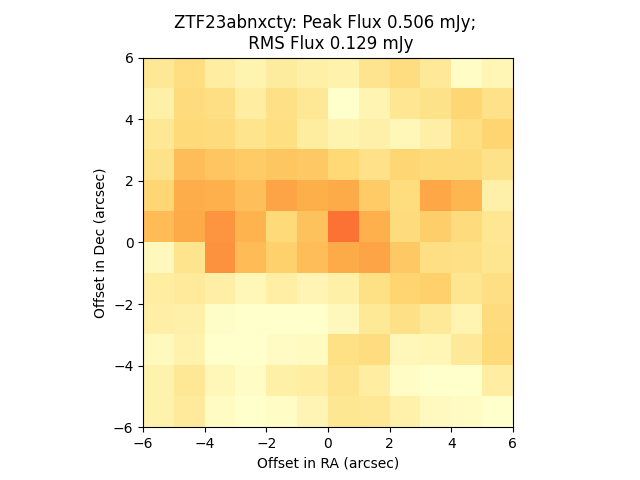 ZTF23abnxcty: Peak Flux 0.506 mJy;
RMS Flux 0.129 mJy
6
4
2
0
−2
−4
−6
Offset in Dec (arcsec)
−6 −4 −2 0 2 4 6
Offset in RA (arcsec)